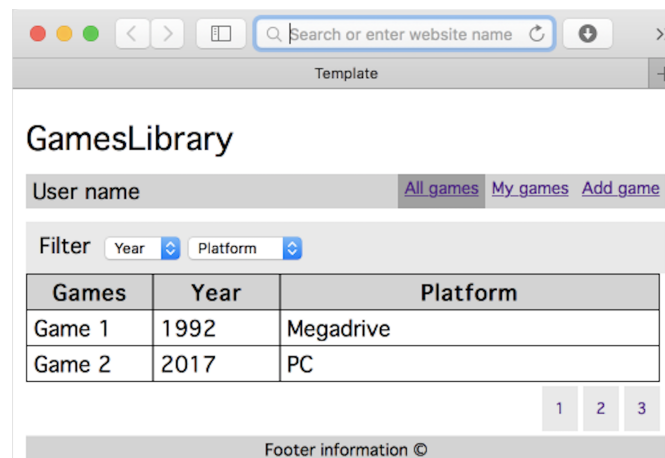 Search or enter website name
Template
GamesLibrary
User name All games My games Add game
Filter Year Platform
Games Year Platform
Game 1 1992 Megadrive
Game 2 2017 PC
1 2 3
Footer information ©